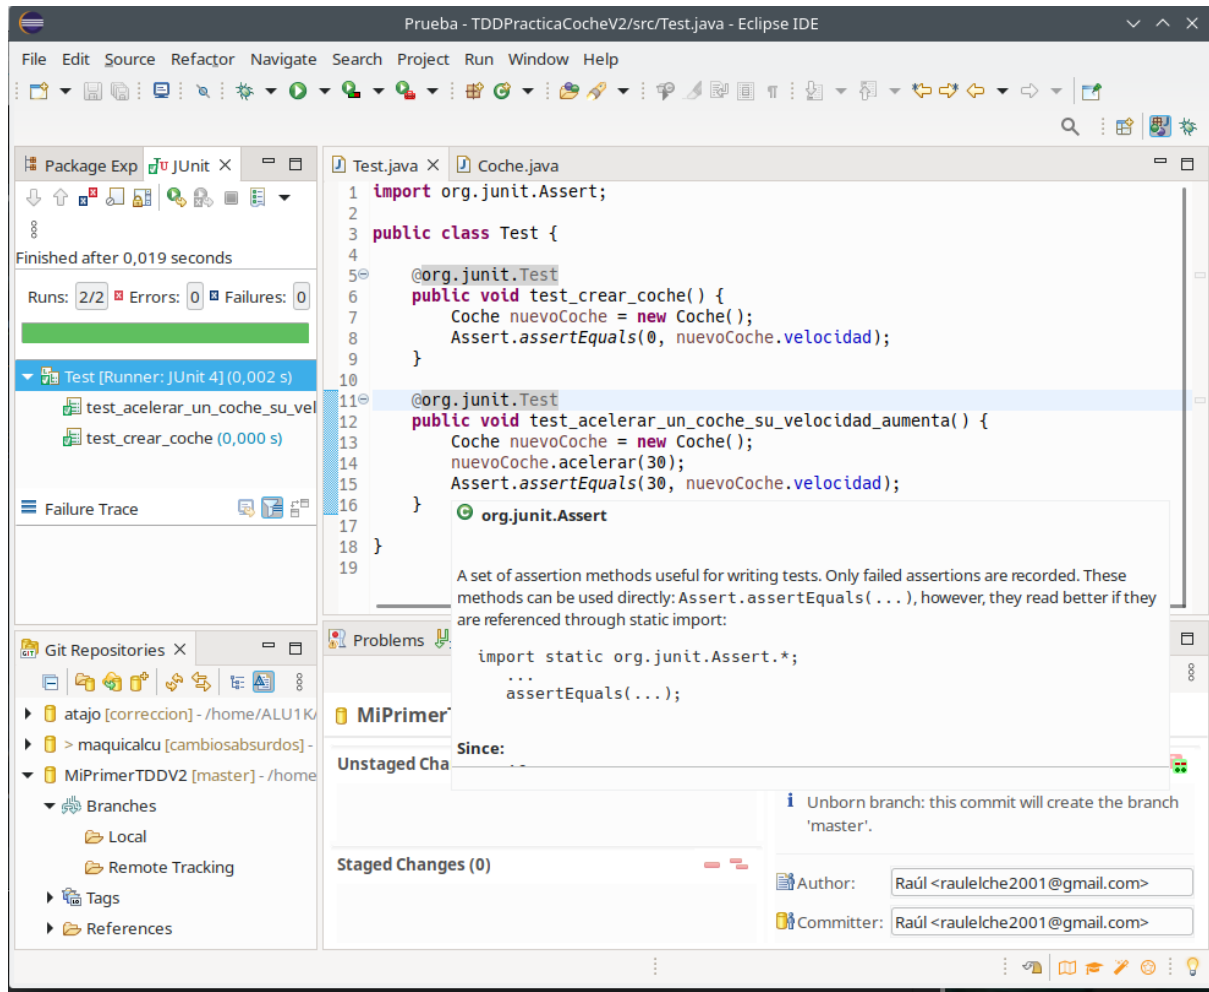 Prueba - TDDPracticaCocheV2/src/Test.java - Eclipse IDE
File Edit Source Refactor Navigate Search Project Run Window Help
Package Exp JUnit
Finished after 0,019 seconds
Runs: 2/2 Errors: 0 Failures: 0
Test [Runner: JUnit 4] (0,002 s)
test_acelerar_un_coche_su_vel
test_crear_coche (0,000 s)
Failure Trace
Test.java Coche.java
1 import org.junit.Assert;
2
3 public class Test {
4
5 @org.junit.Test
6 public void test_crear_coche() {
7 Coche nuevoCoche = new Coche();
8 Assert.assertEquals(0, nuevoCoche.velocidad);
9 }
10
11 @org.junit.Test
12 public void test_acelerar_un_coche_su_velocidad_aumenta() {
13 Coche nuevoCoche = new Coche();
14 nuevoCoche.acelerar(30);
15 Assert.assertEquals(30, nuevoCoche.velocidad);
16 }
17
18 }
19
org.junit.Assert
A set of assertion methods useful for writing tests. Only failed assertions are recorded. These
methods can be used directly: Assert.assertEquals(...), however, they read better if they
are referenced through static import:
import static org.junit.Assert.*;
...
assertEquals(...);
Since:
Git Repositories
GIT
atajo [correccion] - /home/ALU1K/
> maquicalcu [cambiosabsurdos] -
MiPrimerTDDV2 [master] - /home
Branches
Local
Remote Tracking
Tags
References
Problems
MiPrimer
Unstaged Cha
Staged Changes (0)
Unborn branch: this commit will create the branch
'master'.
Author: Raúl <raulelche2001@gmail.com>
Committer: Raúl <raulelche2001@gmail.com>